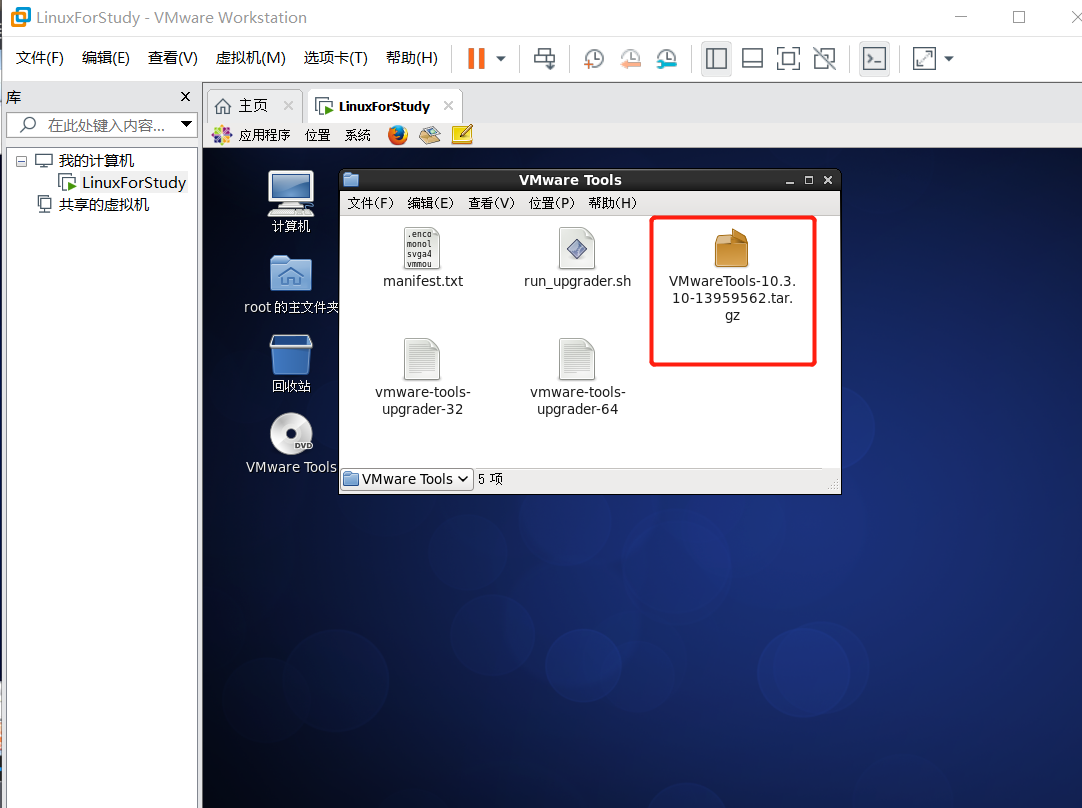 LinuxForStudy - VMware Workstation
文件(F) 编辑(E) 查看(V) 虚拟机(M) 选项卡(T) 帮助(H)
库
在此处键入内容...
我的计算机
LinuxForStudy
共享的虚拟机
主页
LinuxForStudy
应用程序 位置 系统
计算机
root 的主文件夹
回收站
DVD
VMware Tools
VMware Tools
文件(F) 编辑(E) 查看(V) 位置(P) 帮助(H)
.enco
monol
svga4
vmmou
manifest.txt
run_upgrader.sh
VMwareTools-10.3.
10-13959562.tar.
gz
vmware-tools-
upgrader-32
vmware-tools-
upgrader-64
VMware Tools
5 项